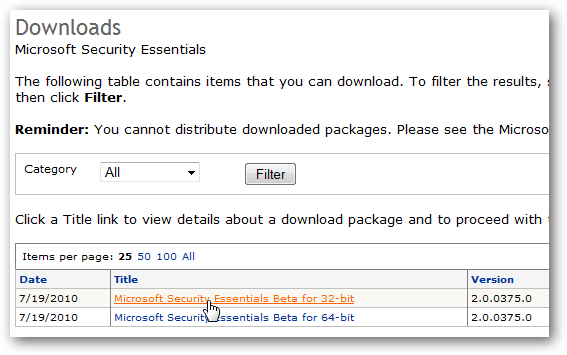 Downloads
Microsoft Security Essentials
The following table contains items that you can download. To filter the results, s
then click Filter.
Reminder: You cannot distribute downloaded packages. Please see the Microso
Category All Filter
Click a Title link to view details about a download package and to proceed with
Items per page: 25 50 100 All
Date Title Version
7/19/2010 Microsoft Security Essentials Beta for 32-bit 2.0.0375.0
7/19/2010 Microsoft Security Essentials Beta for 64-bit 2.0.0375.0